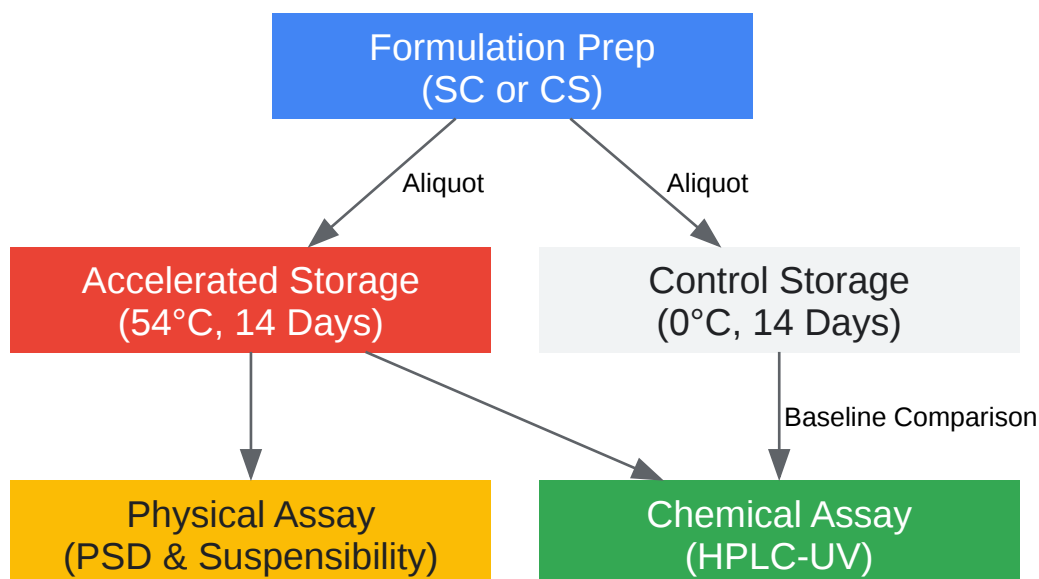 Formulation Prep
(SC or CS)
Aliquot
Aliquot
Accelerated Storage
(54°C, 14 Days)
Control Storage
(0°C, 14 Days)
Baseline Comparison
Physical Assay
(PSD & Suspensibility)
Chemical Assay
(HPLC-UV)